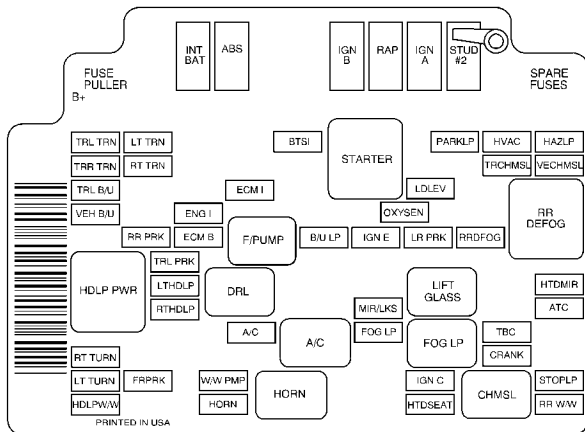 INT BAT
ABS
IGN B
RAP
IGN A
STUD #2
FUSE PULLER
B+
SPARE FUSES
TRL TRN
LT TRN
BTSI
STARTER
PARKLP
HVAC
HAZLP
TRR TRN
RT TRN
TRCHMSL
VECHMSL
TRL B/U
ECM I
LDLEV
RR DEFOG
VEH B/U
ENG I
OXYSEN
RR PRK
ECM B
F/PUMP
B/U LP
IGN E
LR PRK
RRDFOG
HDLP PWR
TRL PRK
LTHDLP
RTHDLP
DRL
LIFT GLASS
HTDMIR
MIR/LKS
ATC
A/C
A/C
FOG LP
FOG LP
TBC
CRANK
RT TURN
LT TURN
FRPRK
W/W PMP
HORN
IGN C
CHMSL
STOPLP
HDLPW/W
HORN
HTDSEAT
RR W/W
PRINTED IN USA